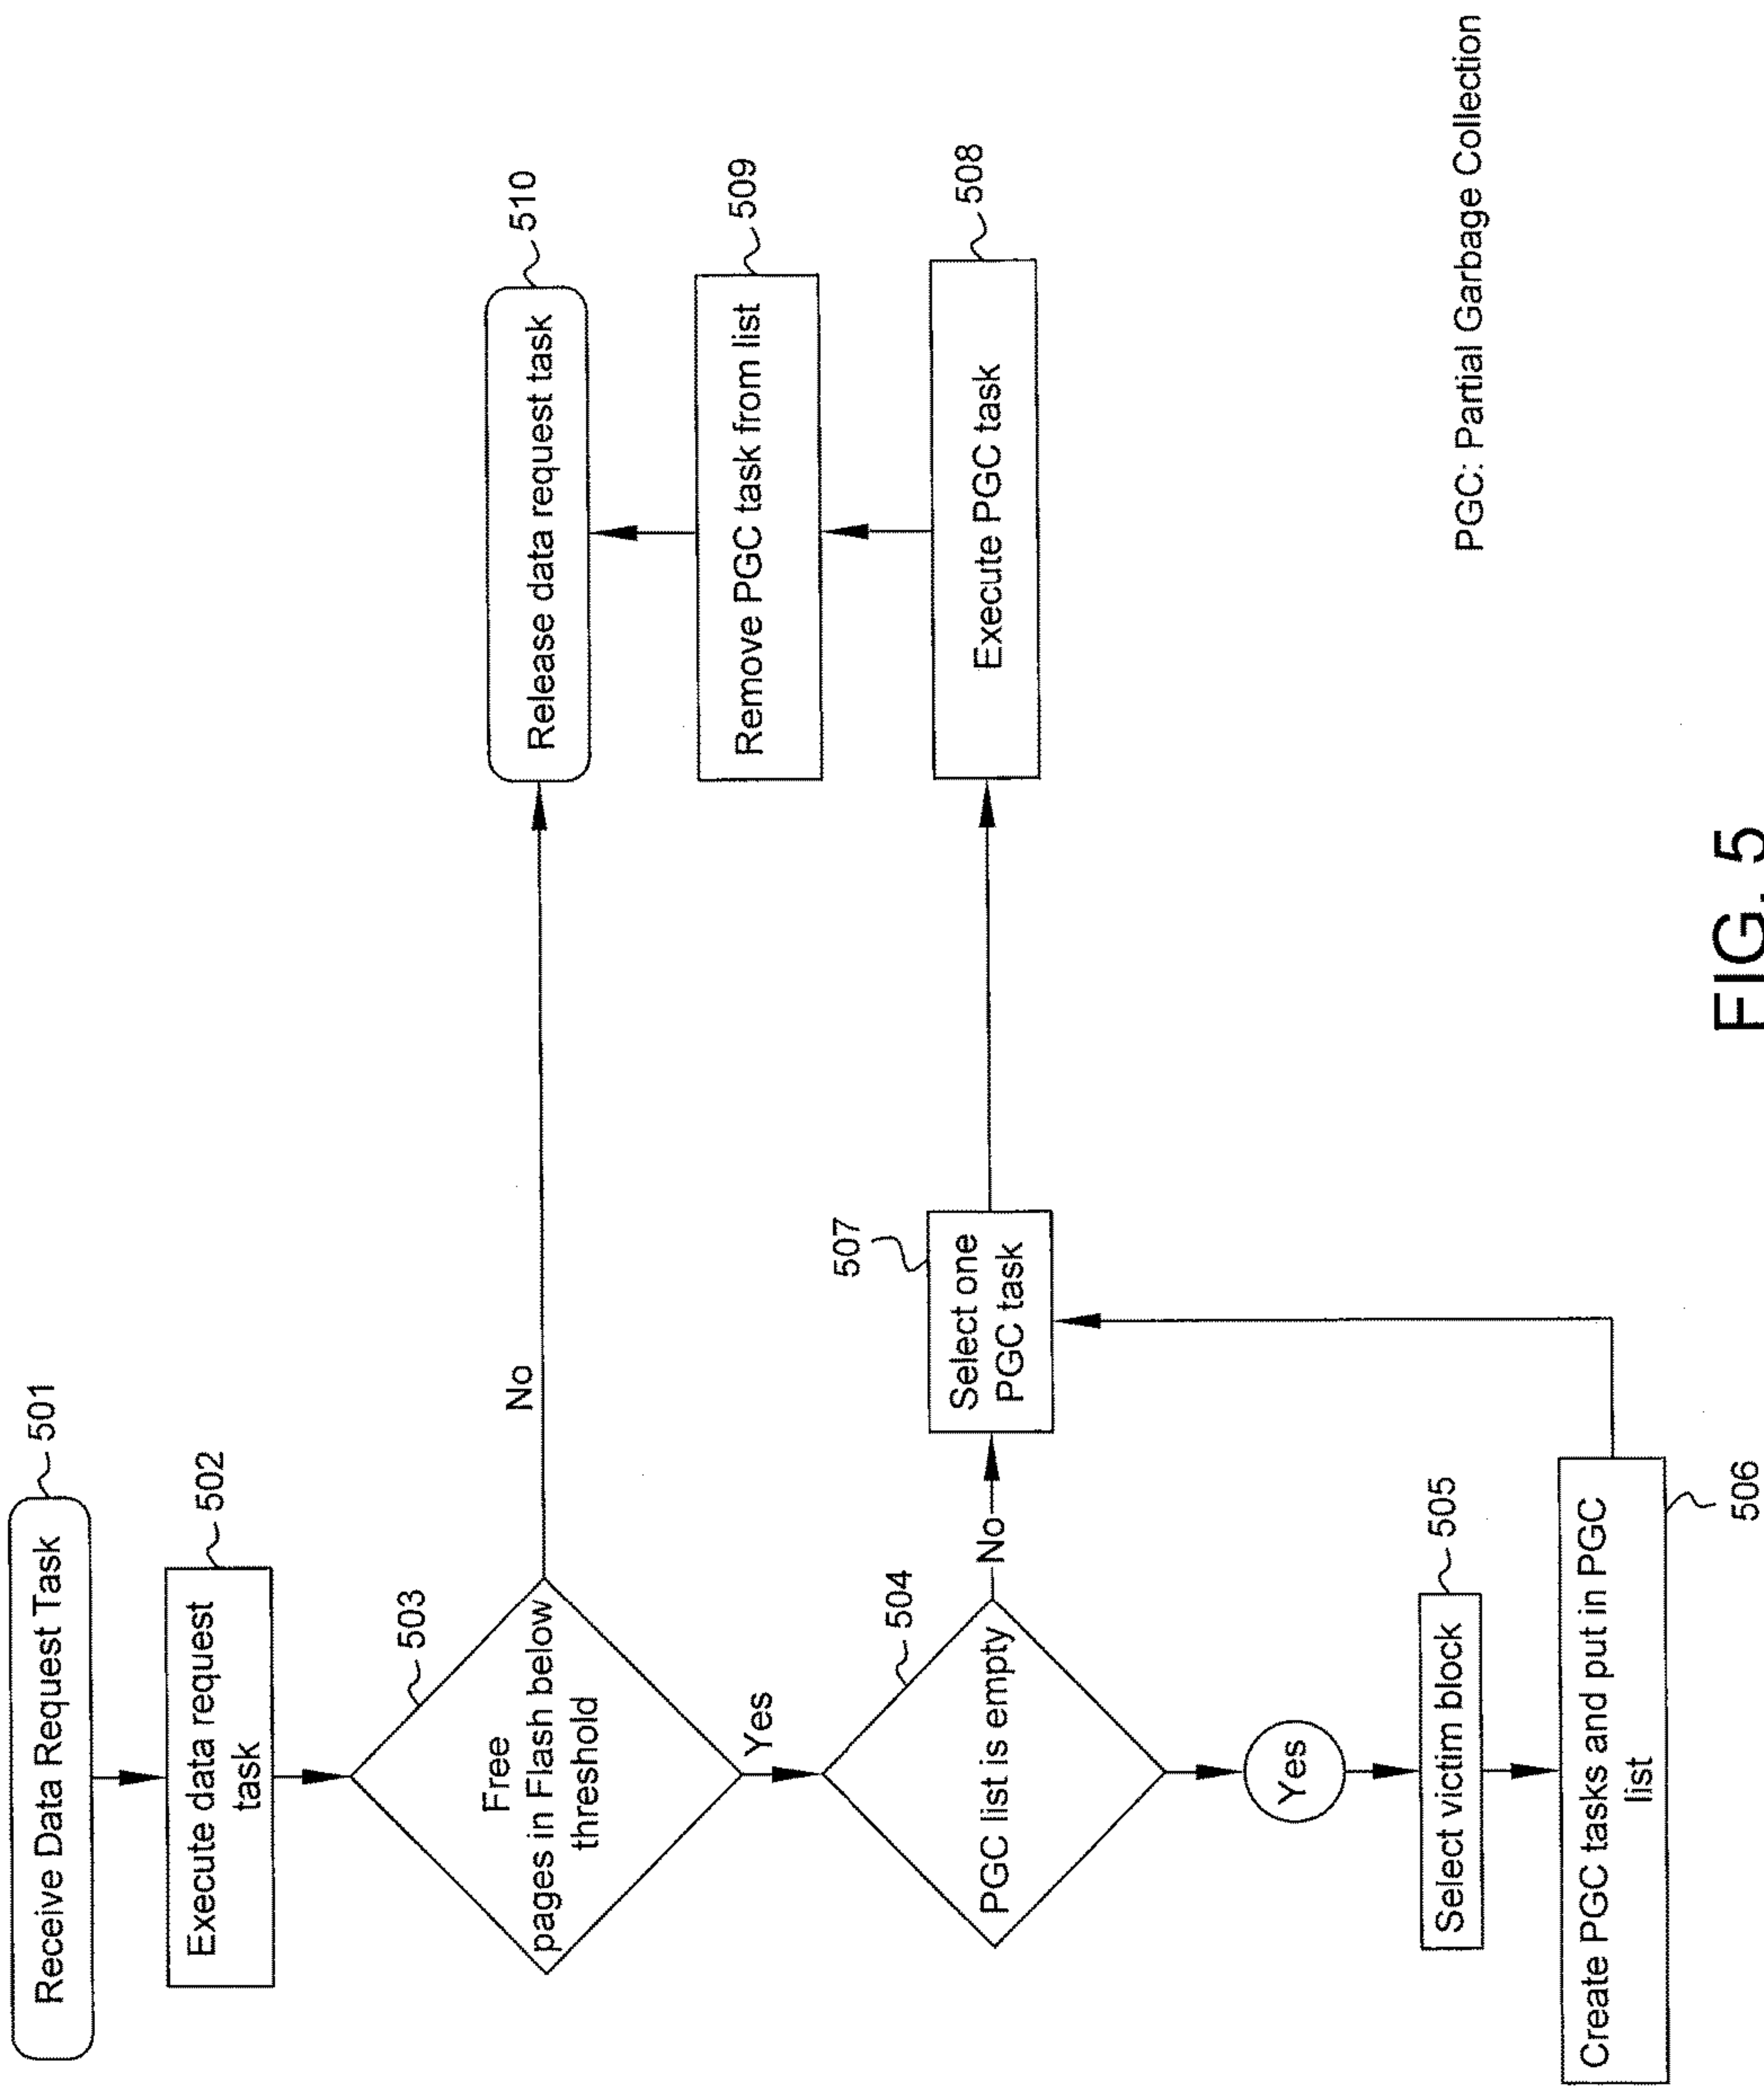 Receive Data Request Task
501
Execute data request
task
502
Free
pages in Flash below
threshold
503
No
Yes
PGC list is empty
504
No
Yes
Select victim block
505
Create PGC tasks and put in PGC
list
506
Select one
PGC task
507
Execute PGC task
508
Remove PGC task from list
509
Release data request task
510
PGC: Partial Garbage Collection
FIG. 5